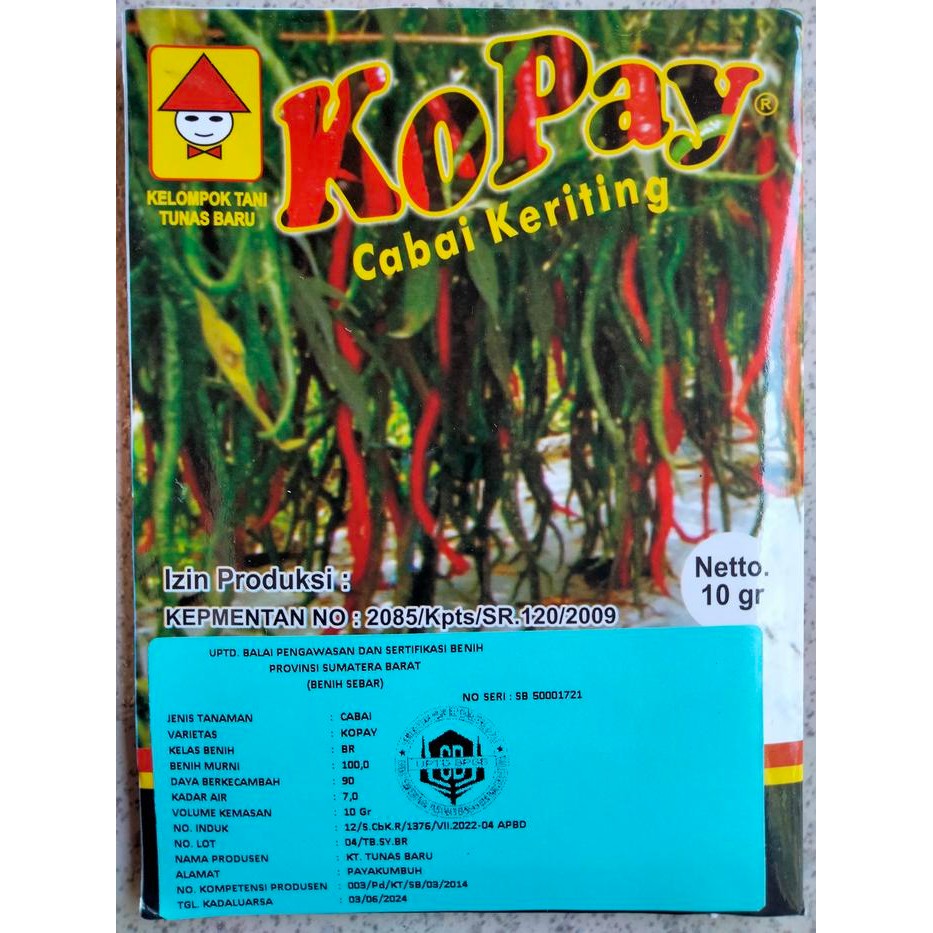 KoPay ®
Cabai Keriting
KELOMPOK TANI
TUNAS BARU
Izin Produksi :
KEPMENTAN NO : 2085/Kpts/SR.120/2009
Netto.
10 gr
UPTD. BALAI PENGAWASAN DAN SERTIFIKASI BENIH
PROVINSI SUMATERA BARAT
(BENIH SEBAR)
NO SERI : SB 50001721
JENIS TANAMAN : CABAI
VARIETAS : KOPAY
KELAS BENIH : BR
BENIH MURNI : 100,0
DAYA BERKECAMBAH : 90
KADAR AIR : 7,0
VOLUME KEMASAN : 10 Gr
NO. INDUK : 12/S.CbK.R/1376/VII.2022-04 APBD
NO. LOT : 04/TB.SY.BR
NAMA PRODUSEN : KT. TUNAS BARU
ALAMAT : PAYAKUMBUH
NO. KOMPETENSI PRODUSEN : 003/Pd/KT/SB/03/2014
TGL. KADALUARSA : 03/06/2024